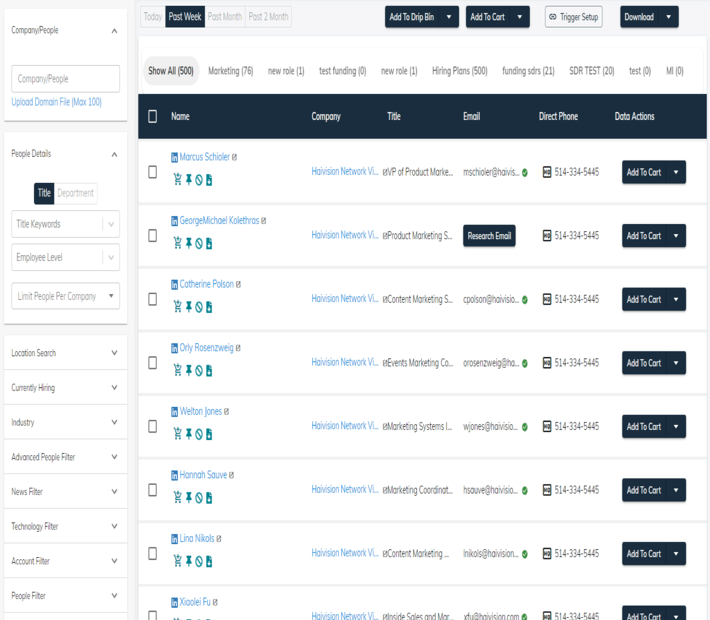 Company/People
Company/People
Upload Domain File (Max 100)
People Details
Title Department
Title Keywords
Employee Level
Limit People Per Company
Location Search
Currently Hiring
Industry
Advanced People Filter
News Filter
Technology Filter
Account Filter
People Filter
Today Past Week Past Month Past 2 Month Add To Drip Bin Add To Cart Trigger Setup Download
Show All (500) Marketing (76) new role (1) test funding (0) new role (1) Hiring Plans (500) funding sdrs (21) SDR TEST (20) test (0) MI (0)
Name Company Title Email Direct Phone Data Actions
Marcus Schioler
Haivision Network Vi... VP of Product Marke... mschioler@haivis... HQ 514-334-5445 Add To Cart
GeorgeMichael Kolethras
Haivision Network Vi... Product Marketing S... Research Email HQ 514-334-5445 Add To Cart
Catherine Polson
Haivision Network Vi... Content Marketing S... cpolson@haivisio... HQ 514-334-5445 Add To Cart
Orly Rosenzweig
Haivision Network Vi... Events Marketing Co... orosenzweig@ha... HQ 514-334-5445 Add To Cart
Welton Jones
Haivision Network Vi... Marketing Systems I... wjones@haivisio... HQ 514-334-5445 Add To Cart
Hannah Sauve
Haivision Network Vi... Marketing Coordinat... hsauve@haivision... HQ 514-334-5445 Add To Cart
Lina Nikols
Haivision Network Vi... Content Marketing ... lnikols@haivision... HQ 514-334-5445 Add To Cart
Xiaolei Fu
Haivision Network Vi... Inside Sales and Mar... xfu@haivision.com HQ 514-334-5445 Add To Cart